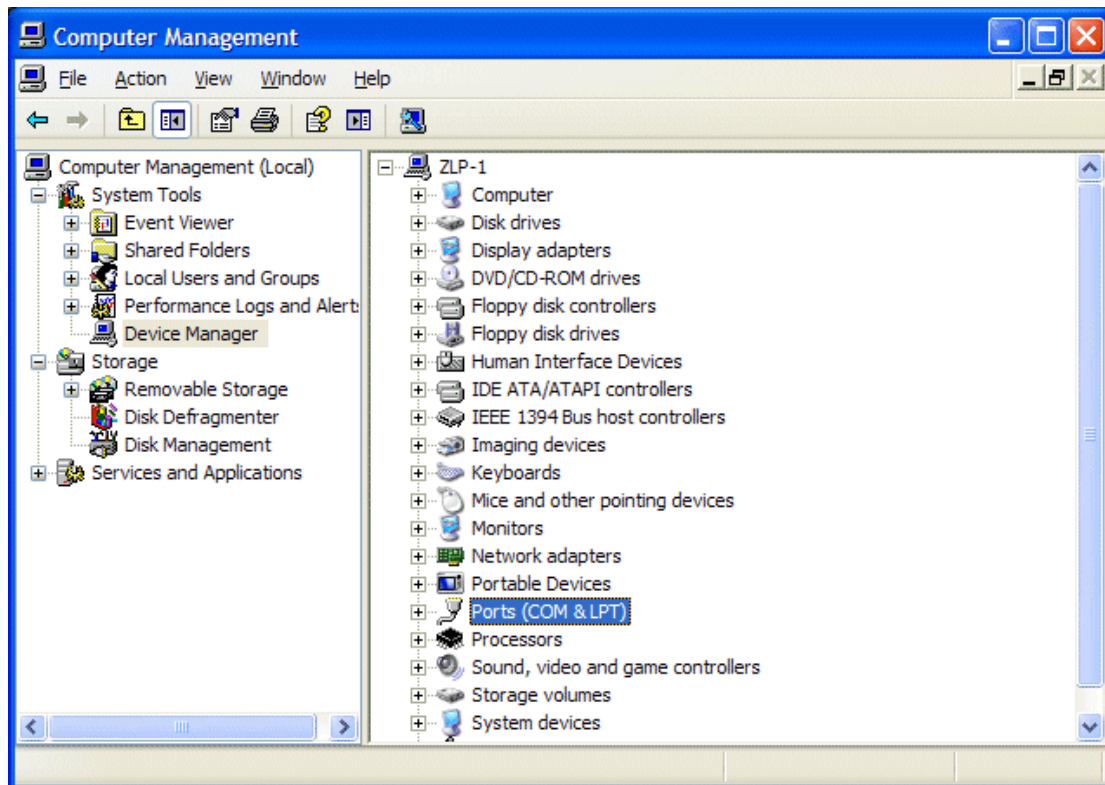 Computer Management
File Action View Window Help
Computer Management (Local)
System Tools
Event Viewer
Shared Folders
Local Users and Groups
Performance Logs and Alert
Device Manager
Storage
Removable Storage
Disk Defragmenter
Disk Management
Services and Applications
ZLP-1
Computer
Disk drives
Display adapters
DVD/CD-ROM drives
Floppy disk controllers
Floppy disk drives
Human Interface Devices
IDE ATA/ATAPI controllers
IEEE 1394 Bus host controllers
Imaging devices
Keyboards
Mice and other pointing devices
Monitors
Network adapters
Portable Devices
Ports (COM & LPT)
Processors
Sound, video and game controllers
Storage volumes
System devices